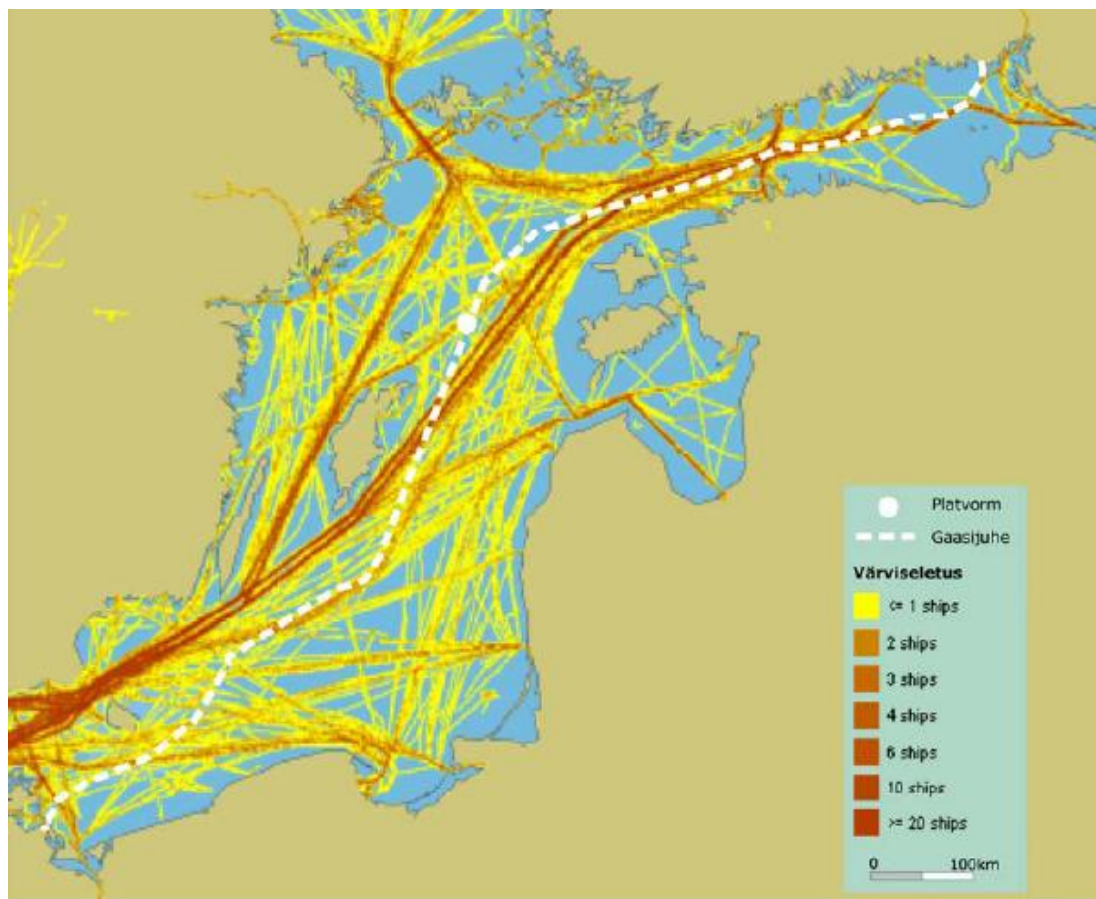 Platvorm
Gaasijuhe
Värviseletus
<= 1 ships
2 ships
3 ships
4 ships
6 ships
10 ships
>= 20 ships
0 100km